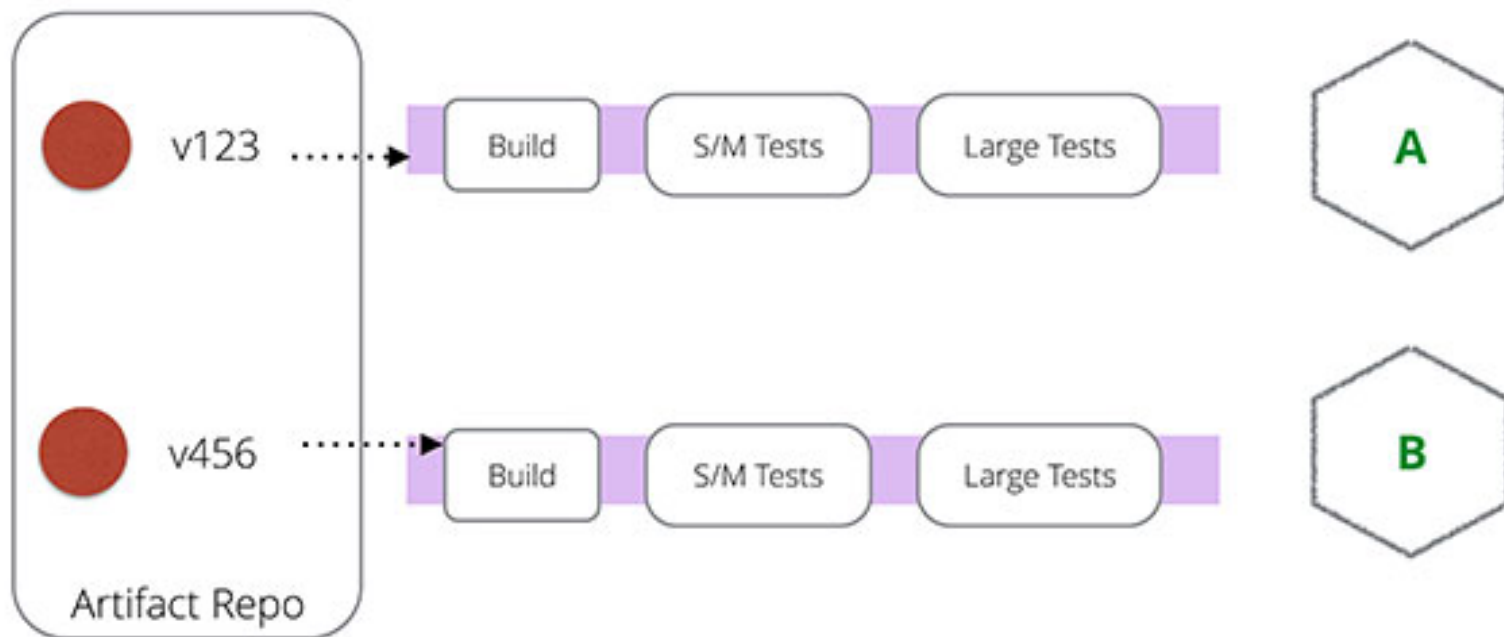 v123
Build
S/M Tests
Large Tests
A
v456
Build
S/M Tests
Large Tests
B
Artifact Repo